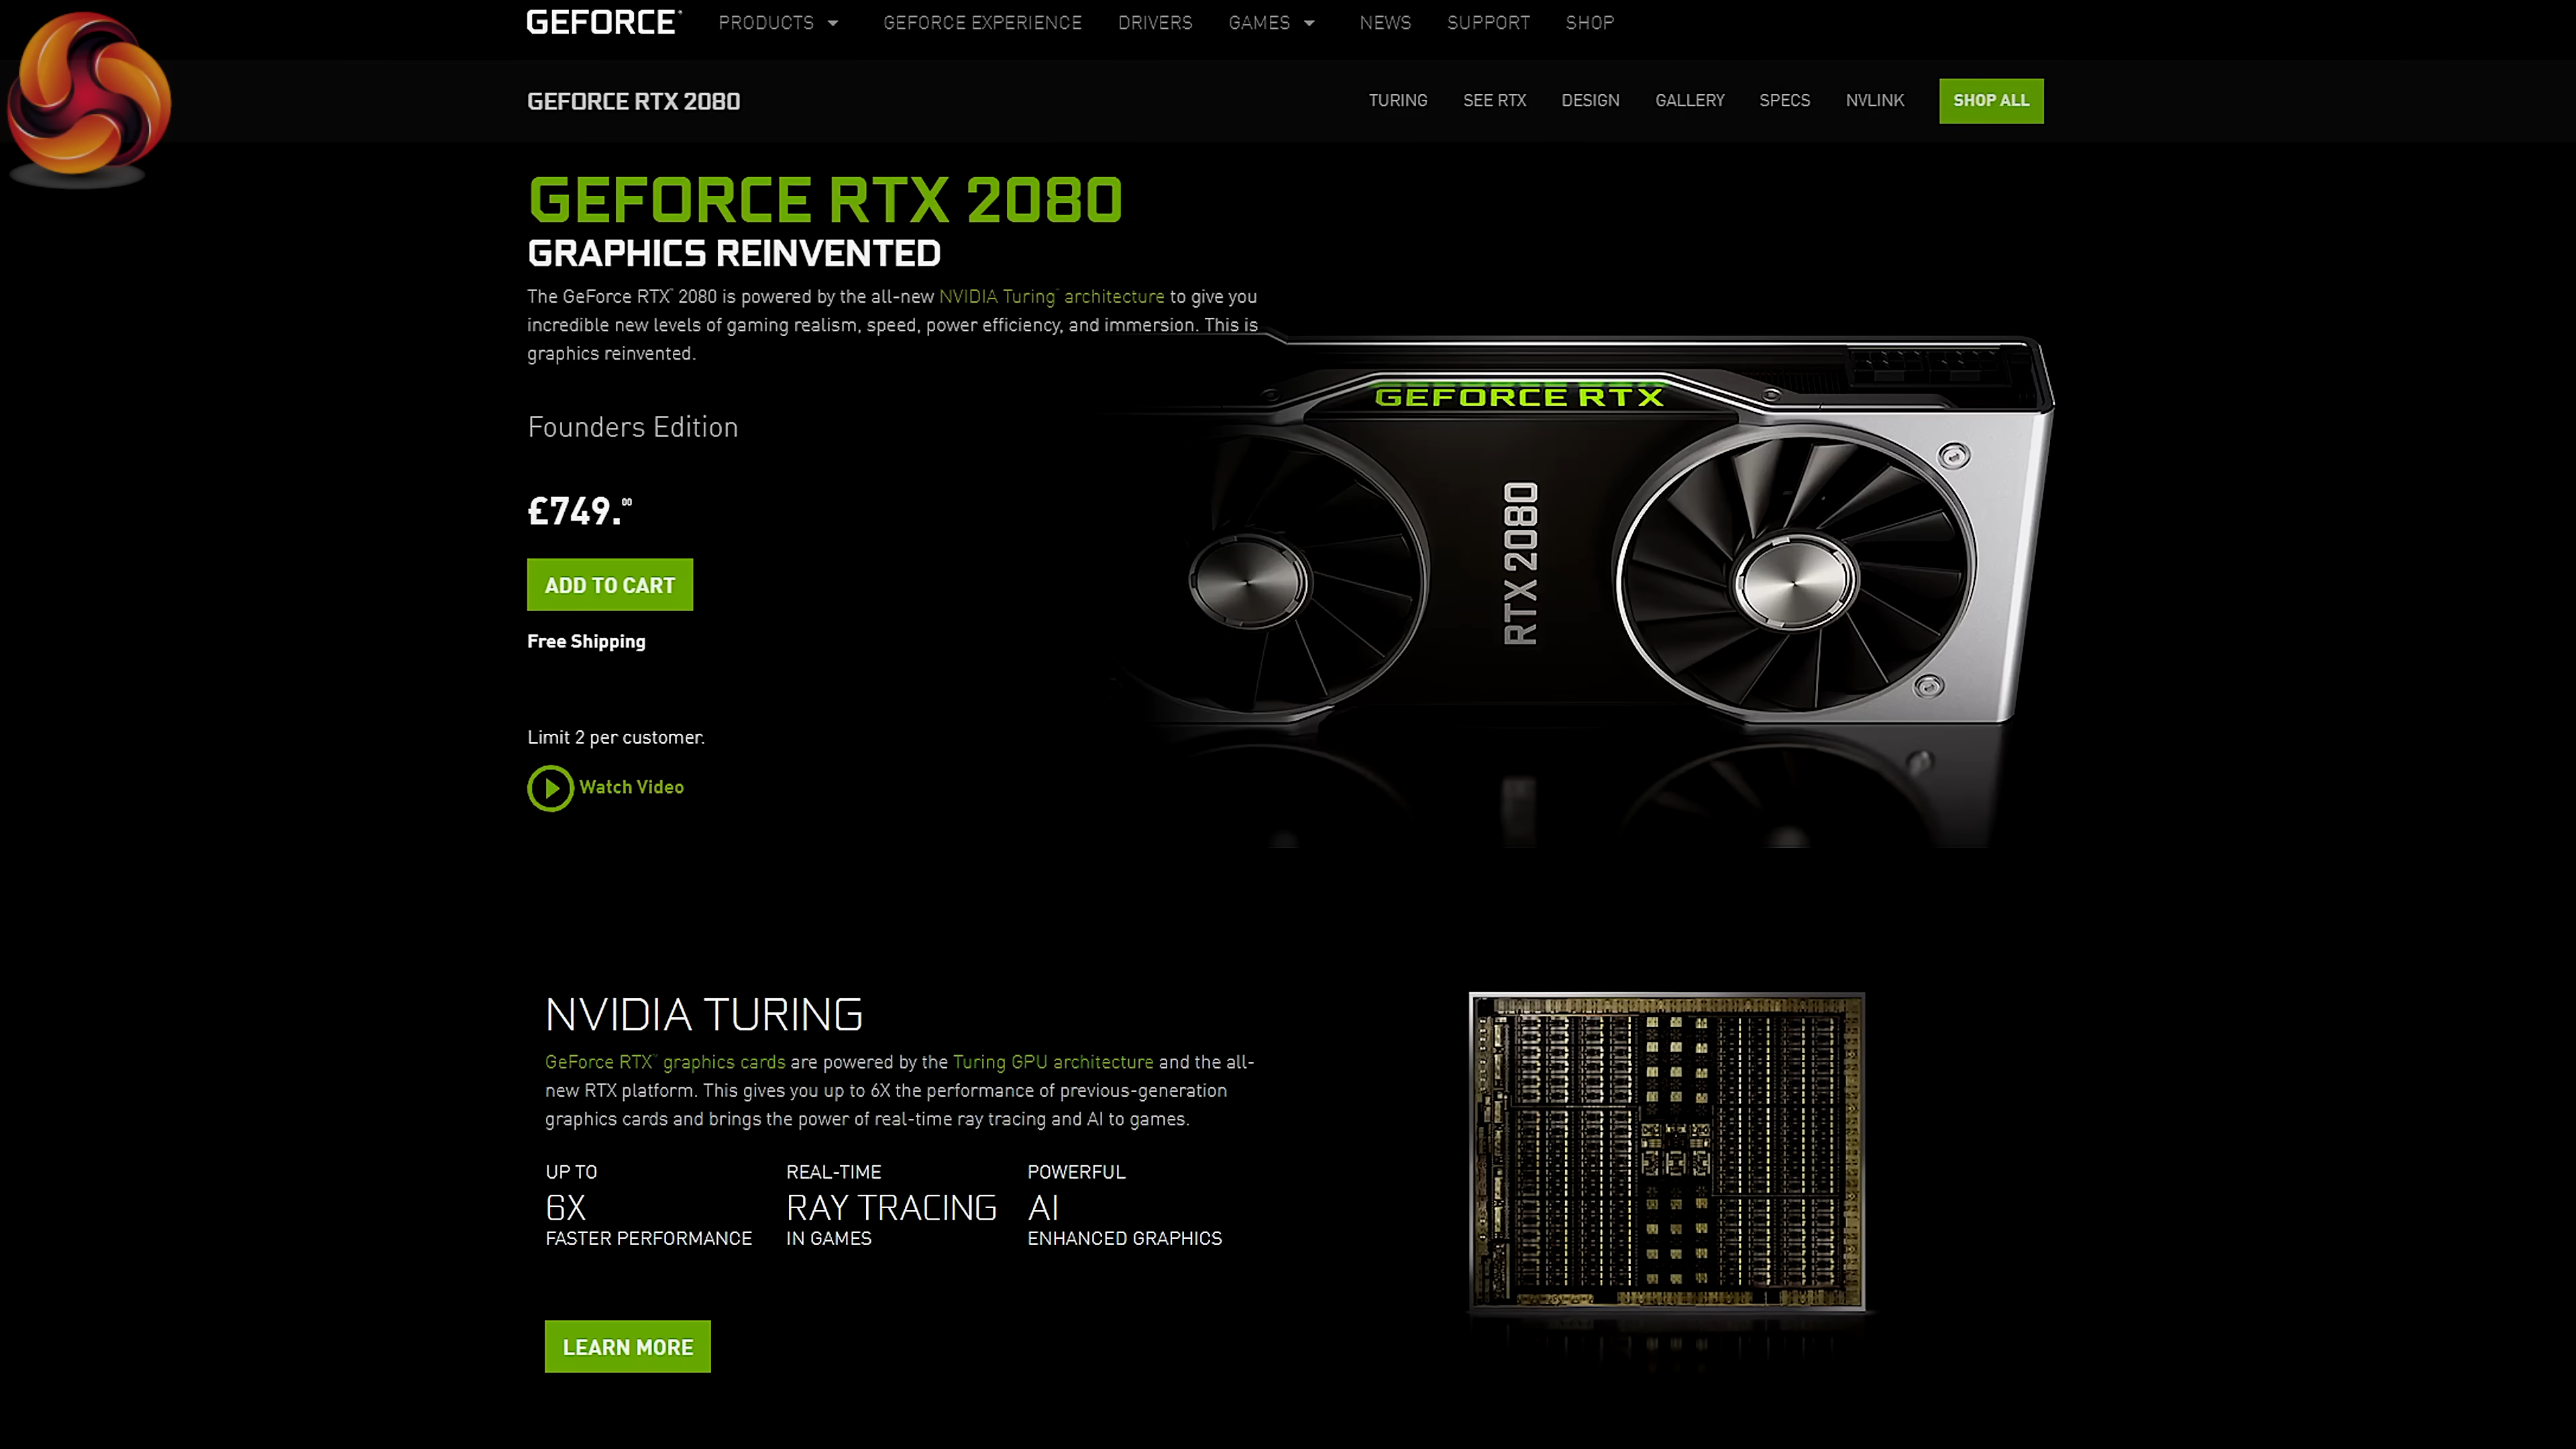 GEFORCE
PRODUCTS GEFORCE EXPERIENCE DRIVERS GAMES NEWS SUPPORT SHOP
GEFORCE RTX 2080
TURING SEE RTX DESIGN GALLERY SPECS NVLINK SHOP ALL
GEFORCE RTX 2080
GRAPHICS REINVENTED
The GeForce RTX™ 2080 is powered by the all-new NVIDIA Turing™ architecture to give you
incredible new levels of gaming realism, speed, power efficiency, and immersion. This is
graphics reinvented.
Founders Edition
£749.00
ADD TO CART
Free Shipping
Limit 2 per customer.
Watch Video
GEFORCE RTX
RTX 2080
NVIDIA TURING
GeForce RTX™ graphics cards are powered by the Turing GPU architecture and the all-
new RTX platform. This gives you up to 6X the performance of previous-generation
graphics cards and brings the power of real-time ray tracing and AI to games.
UP TO
6X
FASTER PERFORMANCE
REAL-TIME
RAY TRACING
IN GAMES
POWERFUL
AI
ENHANCED GRAPHICS
LEARN MORE